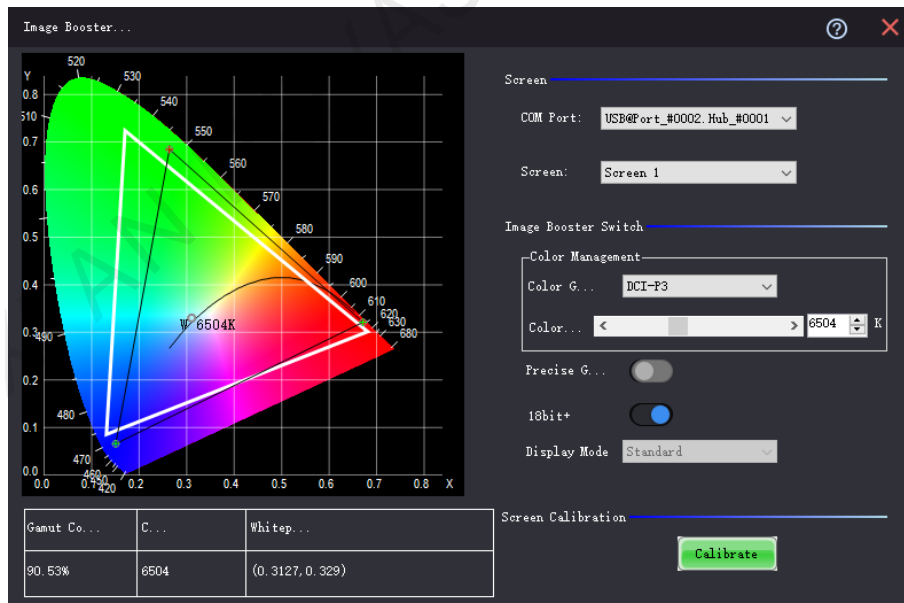 Image Booster...
520
Y
530
0.8
540
510
550
0.7
560
0.6
570
0.5
580
590
0.4
600
610
620
630
680
W 6504K
0.3
490
0.2
480
0.1
470
460
450
420
0.0
0.0 0.1 0.2 0.3 0.4 0.5 0.6 0.7 0.8 X
Gamut Co... C... Whitep...
90.53% 6504 (0.3127,0.329)
Screen
COM Port: USB@Port_#0002.Hub_#0001
Screen: Screen 1
Image Booster Switch
Color Management
Color G... DCI-P3
Color... < > 6504 K
Precise G...
18bit+
Display Mode Standard
Screen Calibration
Calibrate